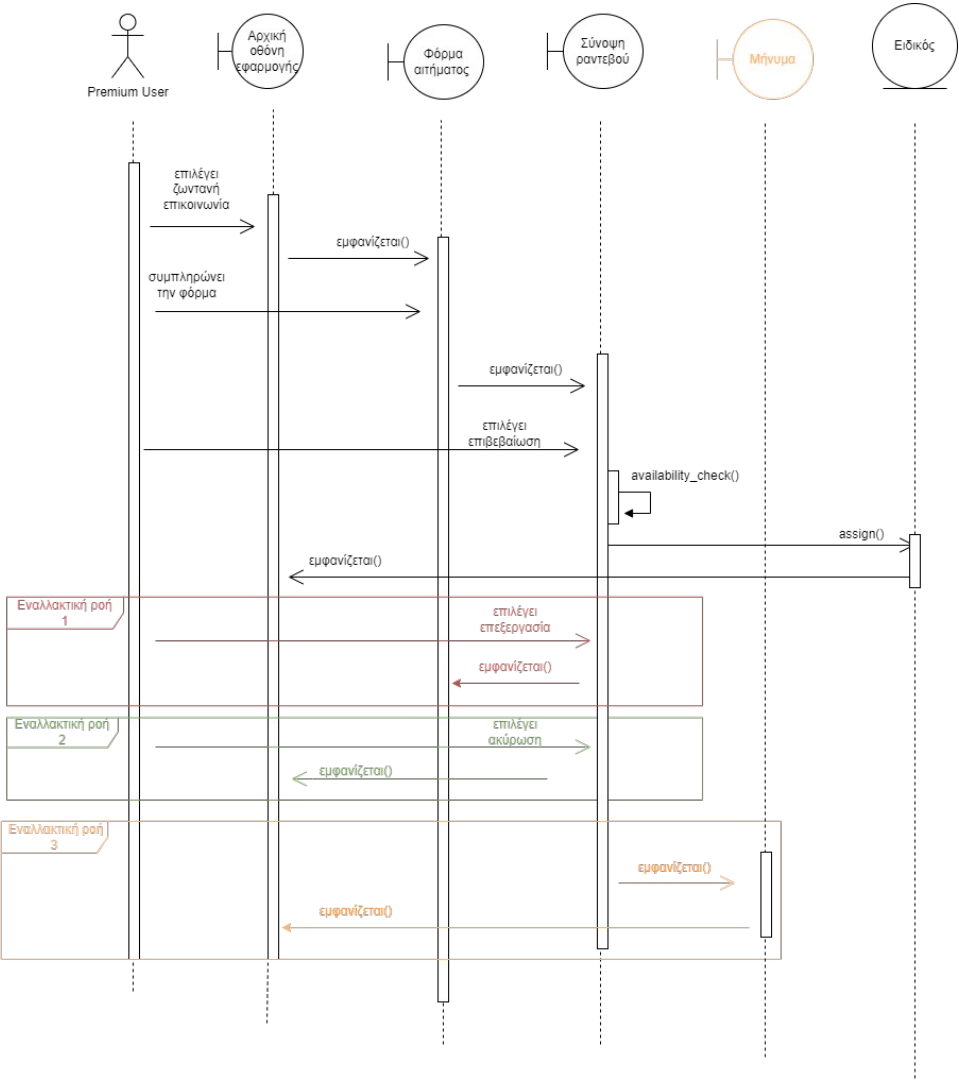 Premium User
Αρχική
οθόνη
εφαρμογής
Φόρμα
αιτήματος
Σύνοψη
ραντεβού
Μήνυμα
Ειδικός
επιλέγει
ζωντανή
επικοινωνία
εμφανίζεται()
συμπληρώνει
την φόρμα
εμφανίζεται()
επιλέγει
επιβεβαίωση
availability_check()
assign()
εμφανίζεται()
Εναλλακτική ροή
1
επιλέγει
επεξεργασία
εμφανίζεται()
Εναλλακτική ροή
2
επιλέγει
ακύρωση
εμφανίζεται()
Εναλλακτική ροή
3
εμφανίζεται()
εμφανίζεται()